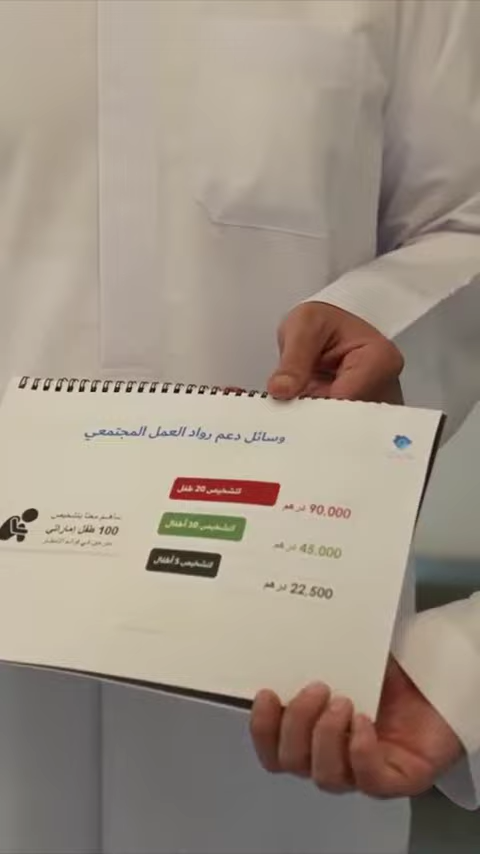 وسائل دعم رواد العمل المجتمعي
لتشخيص 20 طفل
90,000 درهم
لتشخيص 10 أطفال
45,000 درهم
لتشخيص 5 أطفال
22,500 درهم
ساهم معنا بتشخيص
100 طفل إماراتي